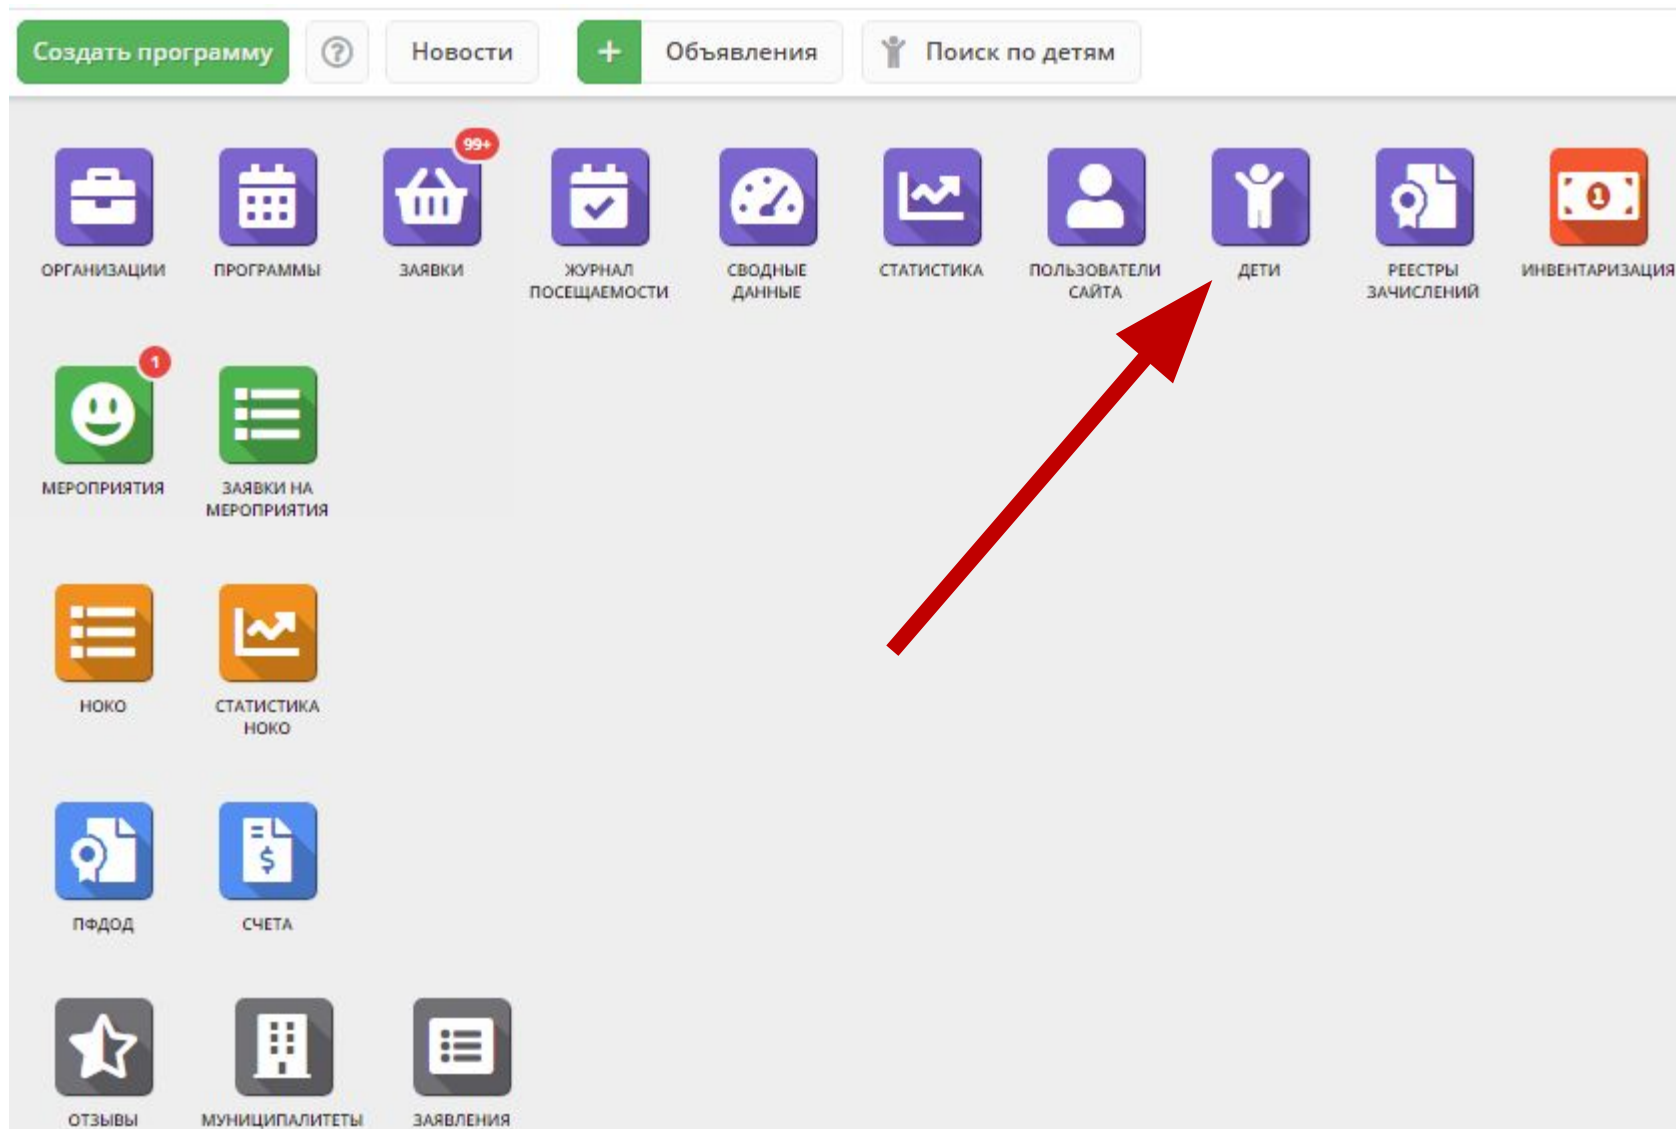 Создать программу
?
Новости
+
Объявления
Поиск по детям
99+
1
ОРГАНИЗАЦИИ
ПРОГРАММЫ
ЗАЯВКИ
ЖУРНАЛ
ПОСЕЩАЕМОСТИ
СВОДНЫЕ
ДАННЫЕ
СТАТИСТИКА
ПОЛЬЗОВАТЕЛИ
САЙТА
ДЕТИ
РЕЕСТРЫ
ЗАЧИСЛЕНИЙ
ИНВЕНТАРИЗАЦИЯ
1
МЕРОПРИЯТИЯ
ЗАЯВКИ НА
МЕРОПРИЯТИЯ
НОКО
СТАТИСТИКА
НОКО
$
ПФДОД
СЧЕТА
ОТЗЫВЫ
МУНИЦИПАЛИТЕТЫ
ЗАЯВЛЕНИЯ